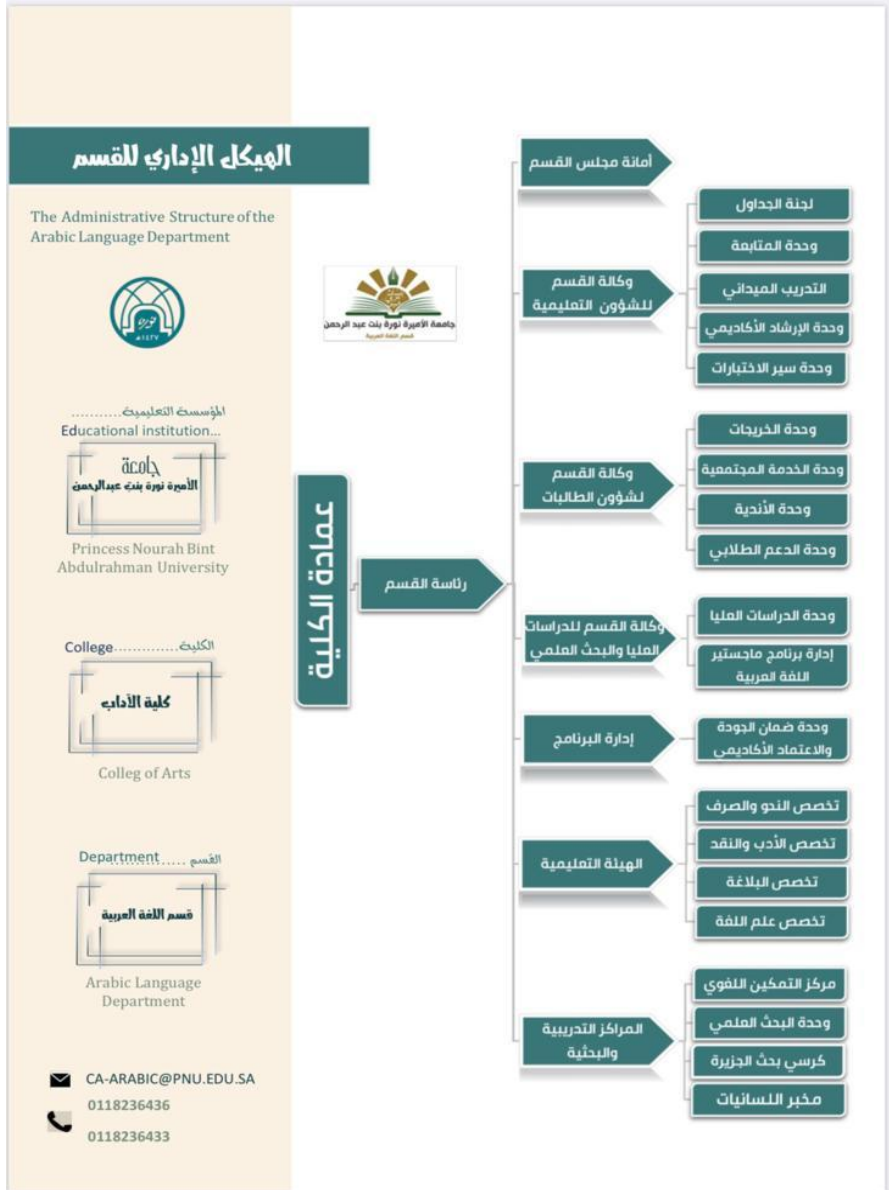 الهيكل الإداري للقسم
The Administrative Structure of the
Arabic Language Department
نورة
١٤٢٧هـ
جامعة الأميرة نورة بنت عبد الرحمن
قسم اللغة العربية
المؤسسة التعليمية...........
Educational institution...
جامعة
الأميرة نورة بنت عبدالرحمن
Princess Nourah Bint
Abdulrahman University
College.............الكلية
كلية الآداب
Colleg of Arts
Department...........القسم
قسم اللغة العربية
Arabic Language
Department
CA-ARABIC@PNU.EDU.SA
0118236436
0118236433
عمادة الكلية
رئاسة القسم
أمانة مجلس القسم
وكالة القسم
للشؤون التعليمية
لجنة الجداول
وحدة المتابعة
التدريب الميداني
وحدة الإرشاد الأكاديمي
وحدة سير الاختبارات
وكالة القسم
لشؤون الطالبات
وحدة الخريجات
وحدة الخدمة المجتمعية
وحدة الأندية
وحدة الدعم الطلابي
وكالة القسم للدراسات
العليا والبحث العلمي
وحدة الدراسات العليا
إدارة برنامج ماجستير
اللغة العربية
إدارة البرنامج
وحدة ضمان الجودة
والاعتماد الأكاديمي
الهيئة التعليمية
تخصص النحو والصرف
تخصص الأدب والنقد
تخصص البلاغة
تخصص علم اللغة
المراكز التدريبية
والبحثية
مركز التمكين اللغوي
وحدة البحث العلمي
كرسي بحث الجزيرة
مخبر اللسانيات